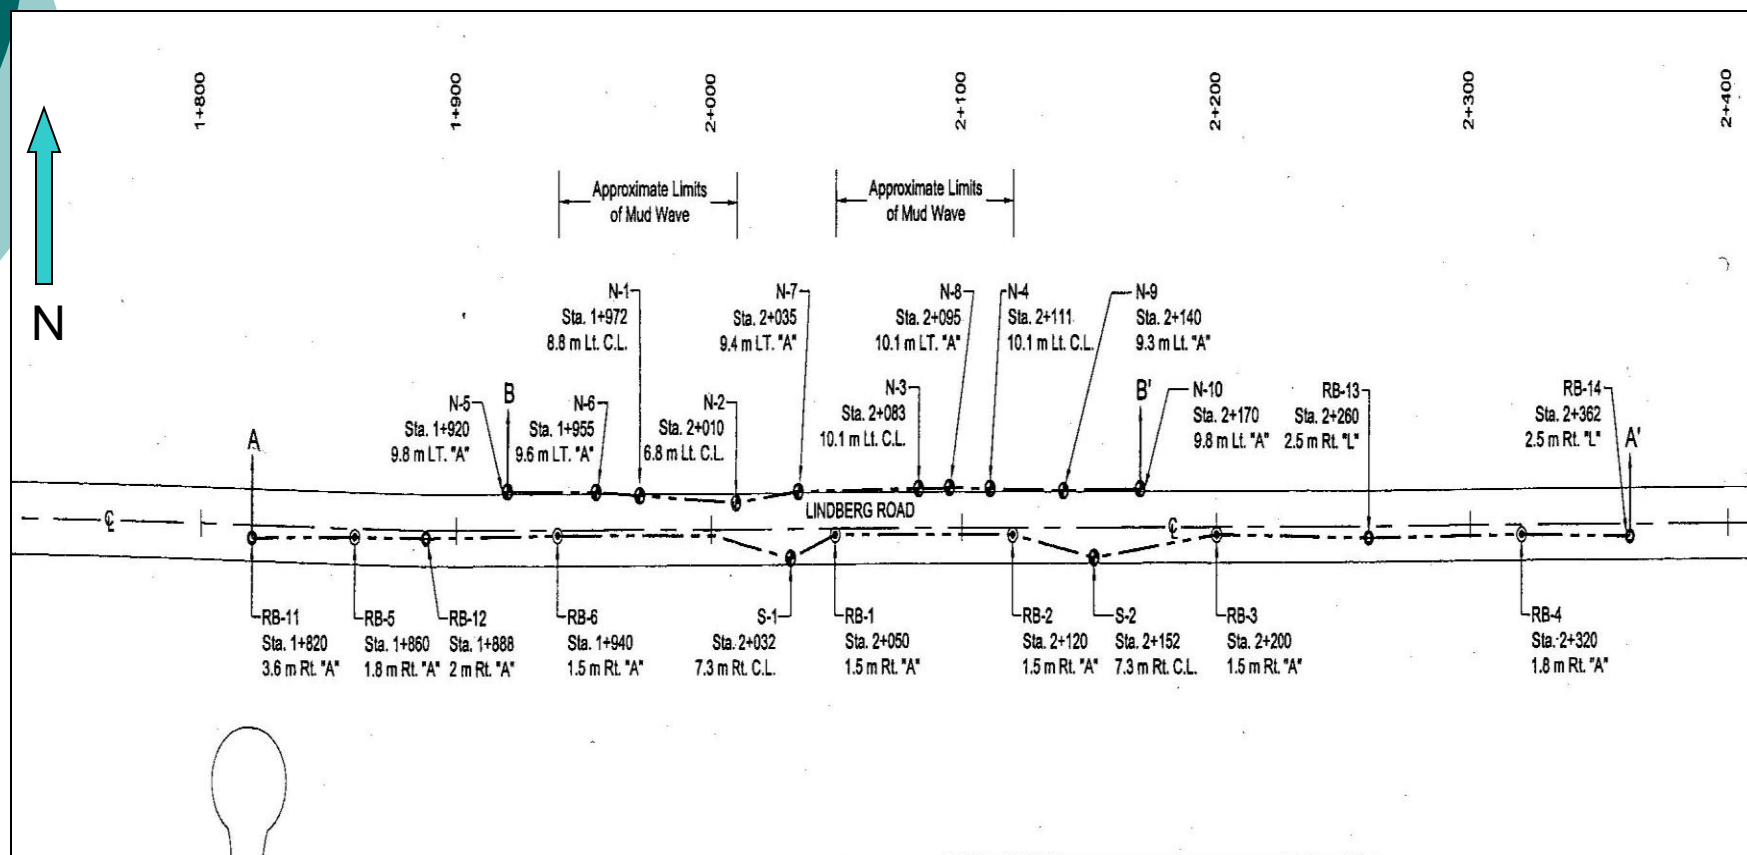 1+800
1+900
2+000
2+100
2+200
2+300
2+400
N
Approximate Limits
of Mud Wave
Approximate Limits
of Mud Wave
N-1
Sta. 1+972
8.8 m Lt. C.L.
N-7
Sta. 2+035
9.4 m LT. "A"
N-8
Sta. 2+095
10.1 m LT. "A"
N-4
Sta. 2+111
10.1 m Lt. C.L.
N-9
Sta. 2+140
9.3 m Lt. "A"
A
N-5
Sta. 1+920
9.8 m LT. "A"
B
N-6
Sta. 1+955
9.6 m LT. "A"
N-2
Sta. 2+010
6.8 m Lt. C.L.
N-3
Sta. 2+083
10.1 m Lt. C.L.
B'
N-10
Sta. 2+170
9.8 m Lt. "A"
RB-13
Sta. 2+260
2.5 m Rt. "L"
RB-14
Sta. 2+362
2.5 m Rt. "L"
A'
LINDBERG ROAD
℄
℄
RB-11
Sta. 1+820
3.6 m Rt. "A"
RB-5
Sta. 1+860
1.8 m Rt. "A"
RB-12
Sta. 1+888
2 m Rt. "A"
RB-6
Sta. 1+940
1.5 m Rt. "A"
S-1
Sta. 2+032
7.3 m Rt. C.L.
RB-1
Sta. 2+050
1.5 m Rt. "A"
RB-2
Sta. 2+120
1.5 m Rt. "A"
S-2
Sta. 2+152
7.3 m Rt. C.L.
RB-3
Sta. 2+200
1.5 m Rt. "A"
RB-4
Sta. 2+320
1.8 m Rt. "A"